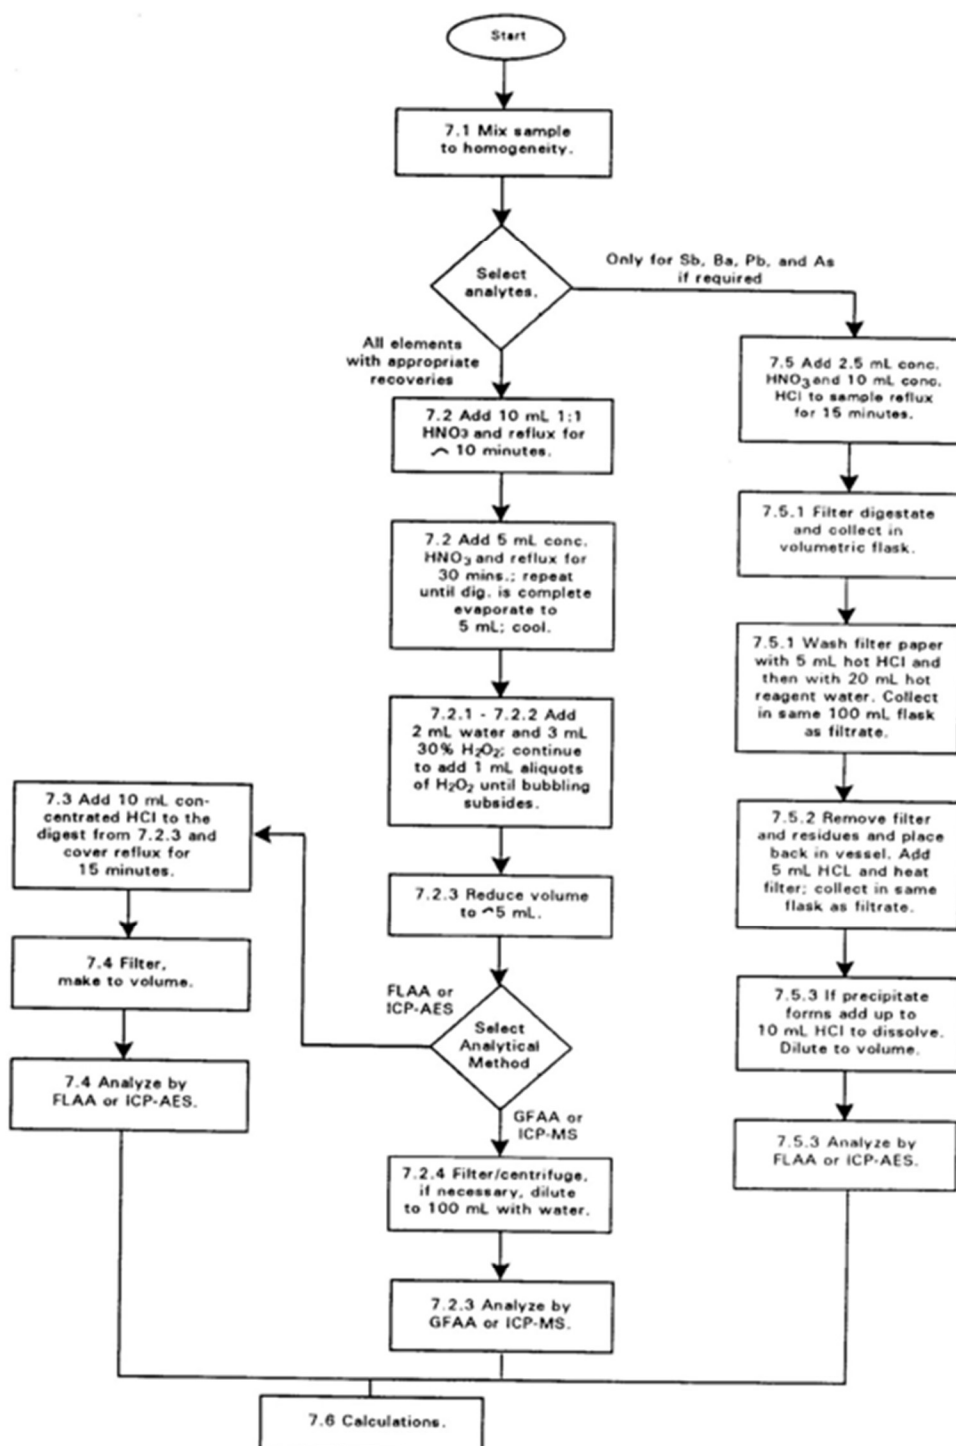 Start
7.1 Mix sample
to homogeneity.
Select
analytes.
Only for Sb, Ba, Pb, and As
if required
All elements
with appropriate
recoveries
7.2 Add 10 mL 1:1
HNO3 and reflux for
⌢ 10 minutes.
7.2 Add 5 mL conc.
HNO3 and reflux for
30 mins.; repeat
until dig. is complete
evaporate to
5 mL; cool.
7.2.1 - 7.2.2 Add
2 mL water and 3 mL
30% H2O2; continue
to add 1 mL aliquots
of H2O2 until bubbling
subsides.
7.2.3 Reduce volume
to ⌢5 mL.
Select
Analytical
Method
FLAA or
ICP-AES
7.3 Add 10 mL con-
centrated HCl to the
digest from 7.2.3 and
cover reflux for
15 minutes.
7.4 Filter,
make to volume.
7.4 Analyze by
FLAA or ICP-AES.
GFAA or
ICP-MS
7.2.4 Filter/centrifuge,
if necessary, dilute
to 100 mL with water.
7.2.3 Analyze by
GFAA or ICP-MS.
7.5 Add 2.5 mL conc.
HNO3 and 10 mL conc.
HCl to sample reflux
for 15 minutes.
7.5.1 Filter digestate
and collect in
volumetric flask.
7.5.1 Wash filter paper
with 5 mL hot HCl and
then with 20 mL hot
reagent water. Collect
in same 100 mL flask
as filtrate.
7.5.2 Remove filter
and residues and place
back in vessel. Add
5 mL HCL and heat
filter; collect in same
flask as filtrate.
7.5.3 If precipitate
forms add up to
10 mL HCl to dissolve.
Dilute to volume.
7.5.3 Analyze by
FLAA or ICP-AES.
7.6 Calculations.